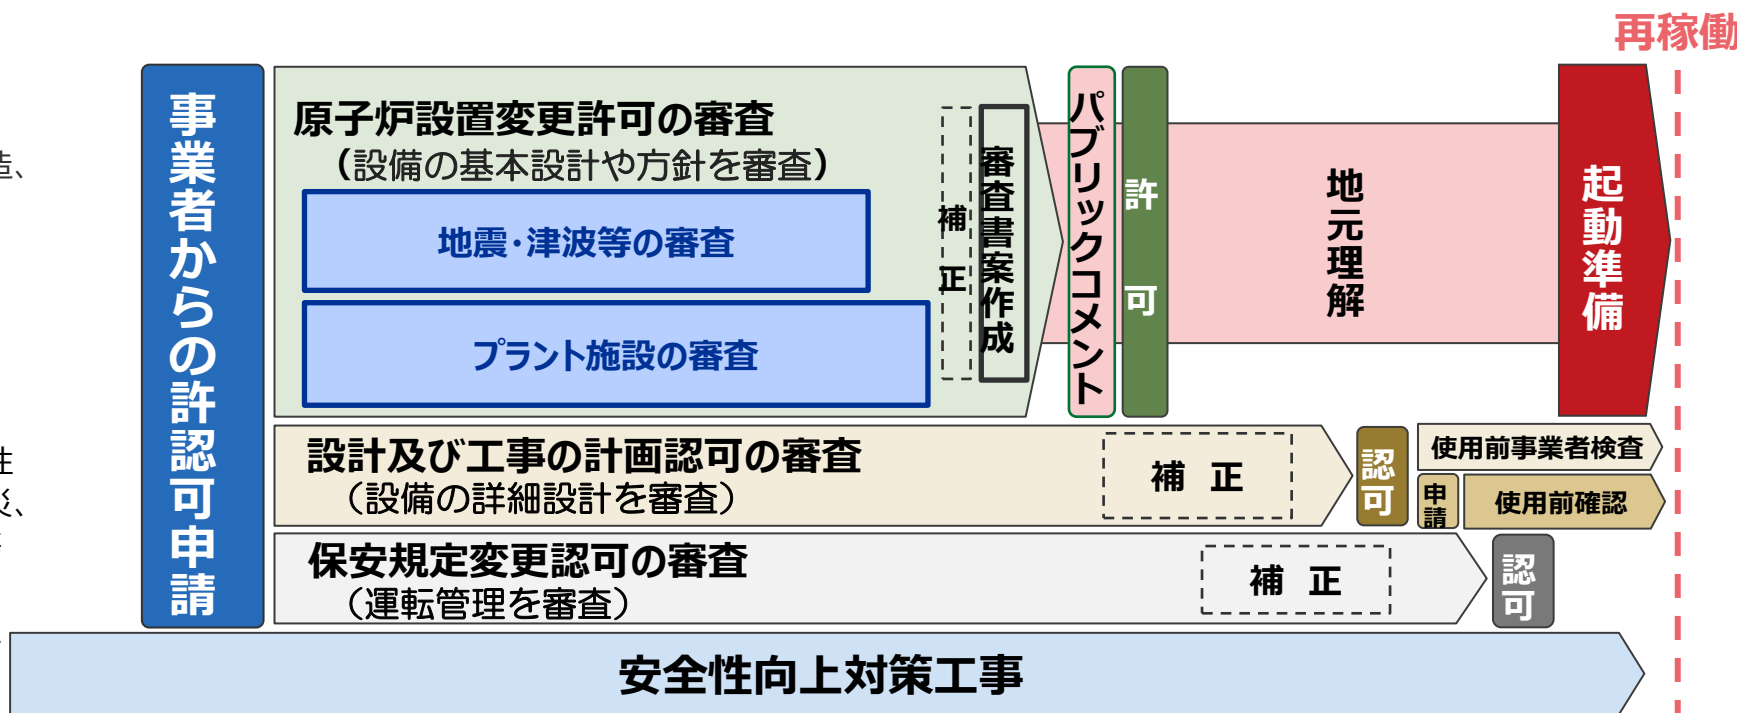 再稼働
事業者からの許認可申請
原子炉設置変更許可の審査
(設備の基本設計や方針を審査)
地震・津波等の審査
プラント施設の審査
補正
審査書案作成
パブリックコメント
許可
地元理解
起動準備
設計及び工事の計画認可の審査
（設備の詳細設計を審査）
補 正
認可
使用前事業者検査
申請
使用前確認
保安規定変更認可の審査
（運転管理を審査）
補 正
認可
安全性向上対策工事
造、
性